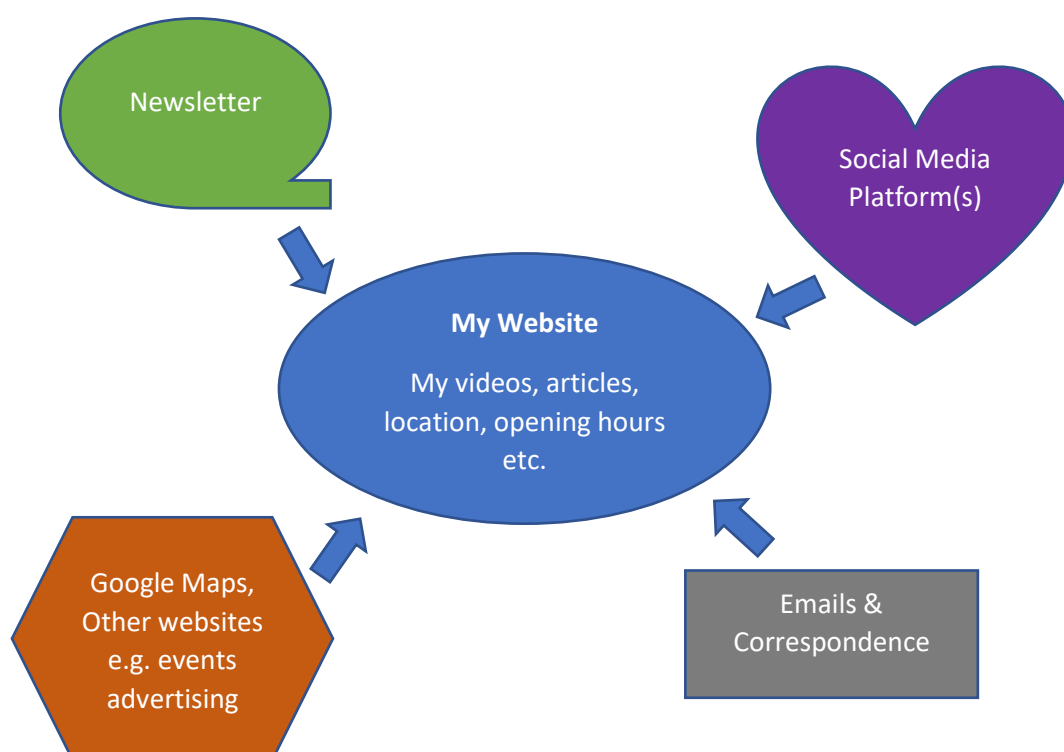 Newsletter
Social Media
Platform(s)
My Website
My videos, articles,
location, opening hours
etc.
Google Maps,
Other websites
e.g. events
advertising
Emails &
Correspondence